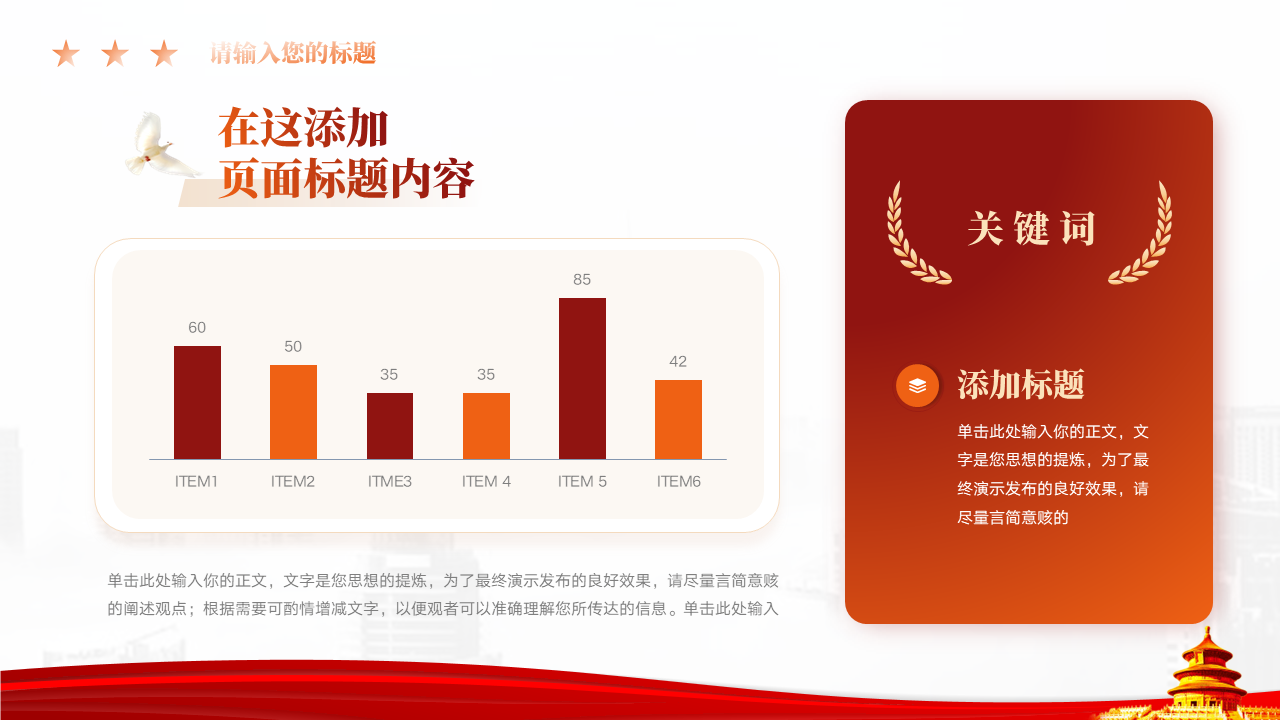 请输入您的标题
在这添加
页面标题内容
60
50
35
35
85
42
ITEM1
ITEM2
ITME3
ITEM 4
ITEM 5
ITEM6
单击此处输入你的正文，文字是您思想的提炼，为了最终演示发布的良好效果，请尽量言简意赅
的阐述观点；根据需要可酌情增减文字，以便观者可以准确理解您所传达的信息。单击此处输入
关键词
添加标题
单击此处输入你的正文，文
字是您思想的提炼，为了最
终演示发布的良好效果，请
尽量言简意赅的